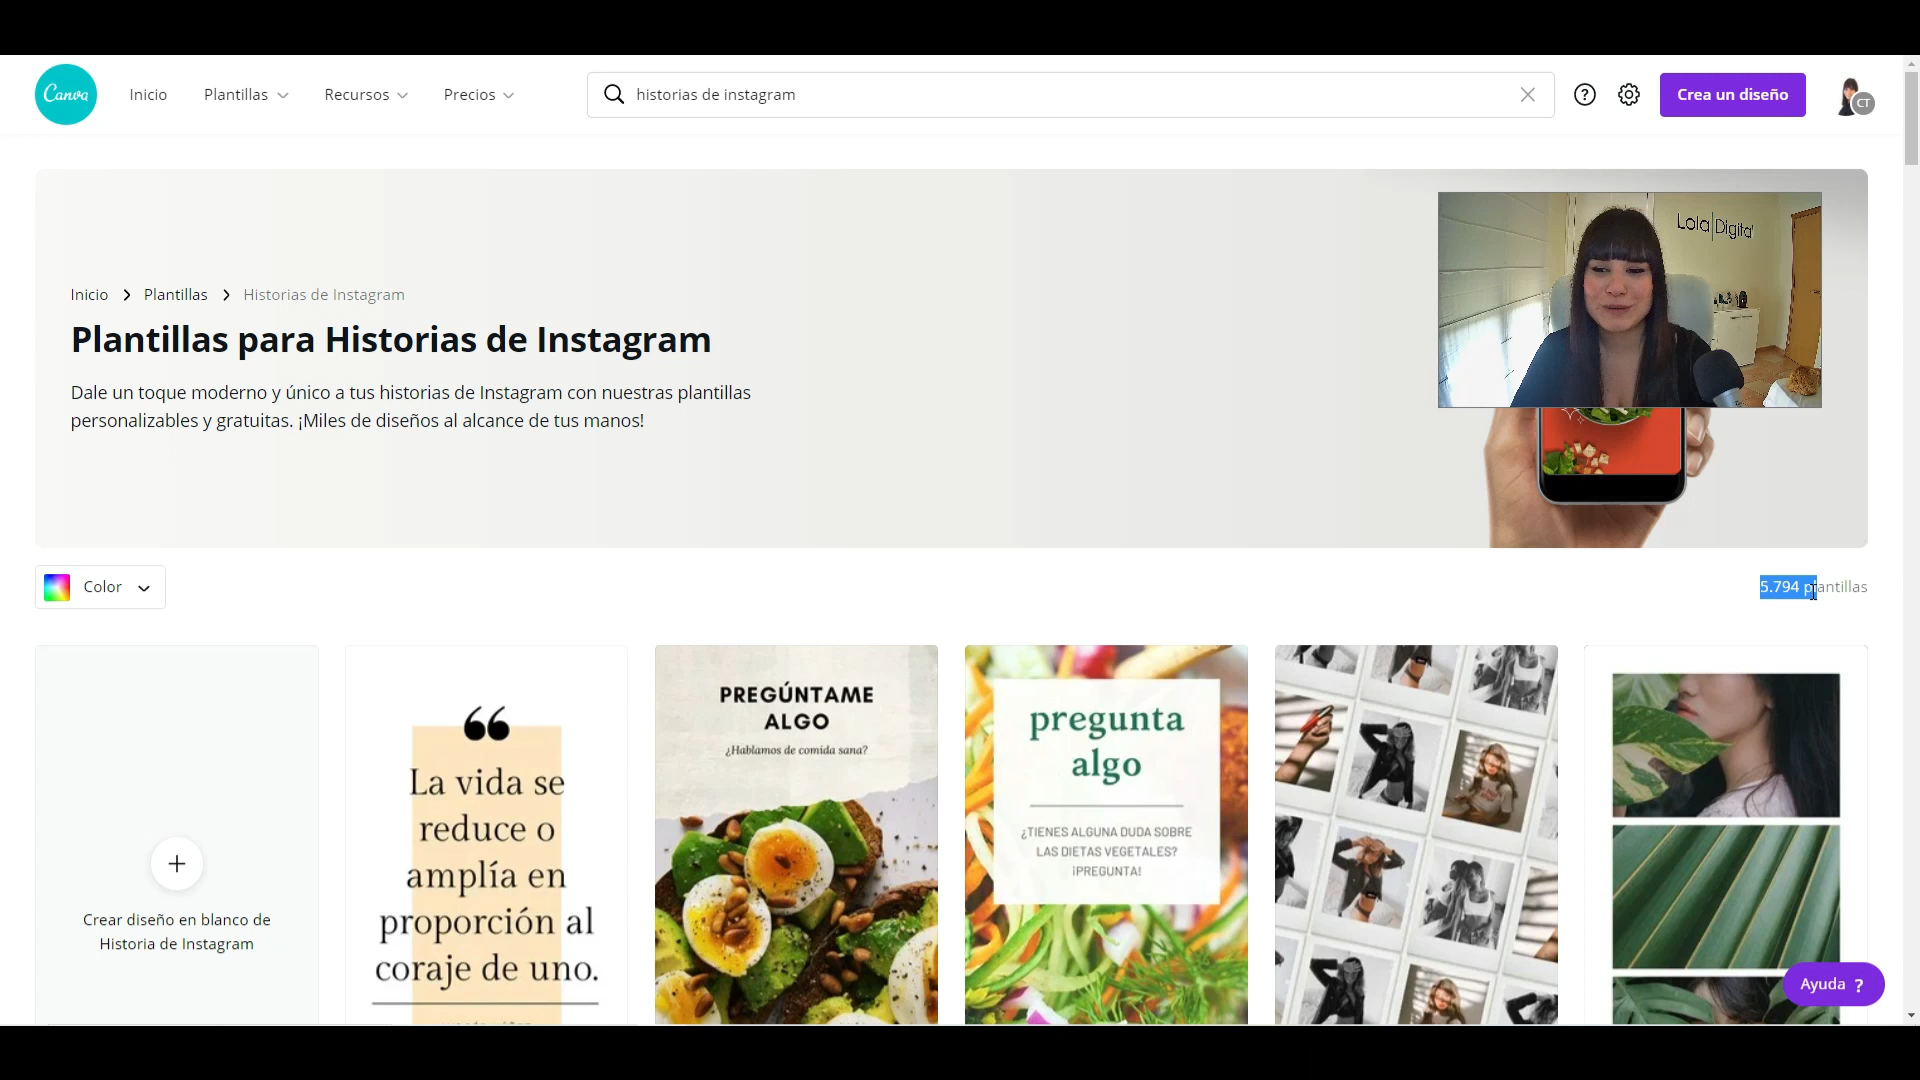 Canva
Inicio
Plantillas
Recursos
Precios
historias de instagram
Crea un diseño
CT
Lola|Digital
Inicio > Plantillas > Historias de Instagram
Plantillas para Historias de Instagram
Dale un toque moderno y único a tus historias de Instagram con nuestras plantillas
personalizables y gratuitas. ¡Miles de diseños al alcance de tus manos!
Color
5.794 plantillas
Crear diseño en blanco de
Historia de Instagram
La vida se
reduce o
amplía en
proporción al
coraje de uno.
PREGÚNTAME
ALGO
¿Hablamos de comida sana?
pregunta
algo
¿TIENES ALGUNA DUDA SOBRE
LAS DIETAS VEGETALES?
¡PREGUNTA!
Ayuda ?